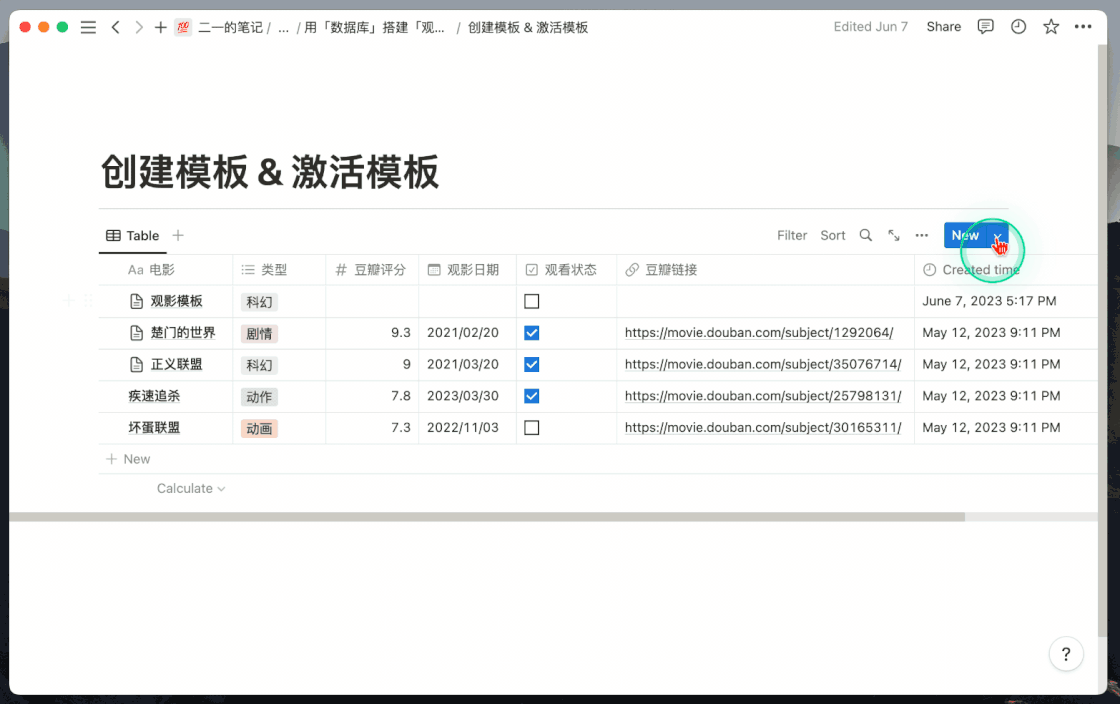 二一的笔记 / ... / 用「数据库」搭建「观... / 创建模板 & 激活模板 Edited Jun 7 Share
创建模板 & 激活模板
Table Filter Sort New
Aa 电影 类型 # 豆瓣评分 观影日期 观看状态 豆瓣链接 Created time
观影模板 科幻 June 7, 2023 5:17 PM
楚门的世界 剧情 9.3 2021/02/20 https://movie.douban.com/subject/1292064/ May 12, 2023 9:11 PM
正义联盟 科幻 9 2021/03/20 https://movie.douban.com/subject/35076714/ May 12, 2023 9:11 PM
疾速追杀 动作 7.8 2023/03/30 https://movie.douban.com/subject/25798131/ May 12, 2023 9:11 PM
坏蛋联盟 动画 7.3 2022/11/03 https://movie.douban.com/subject/30165311/ May 12, 2023 9:11 PM
+ New
Calculate
?